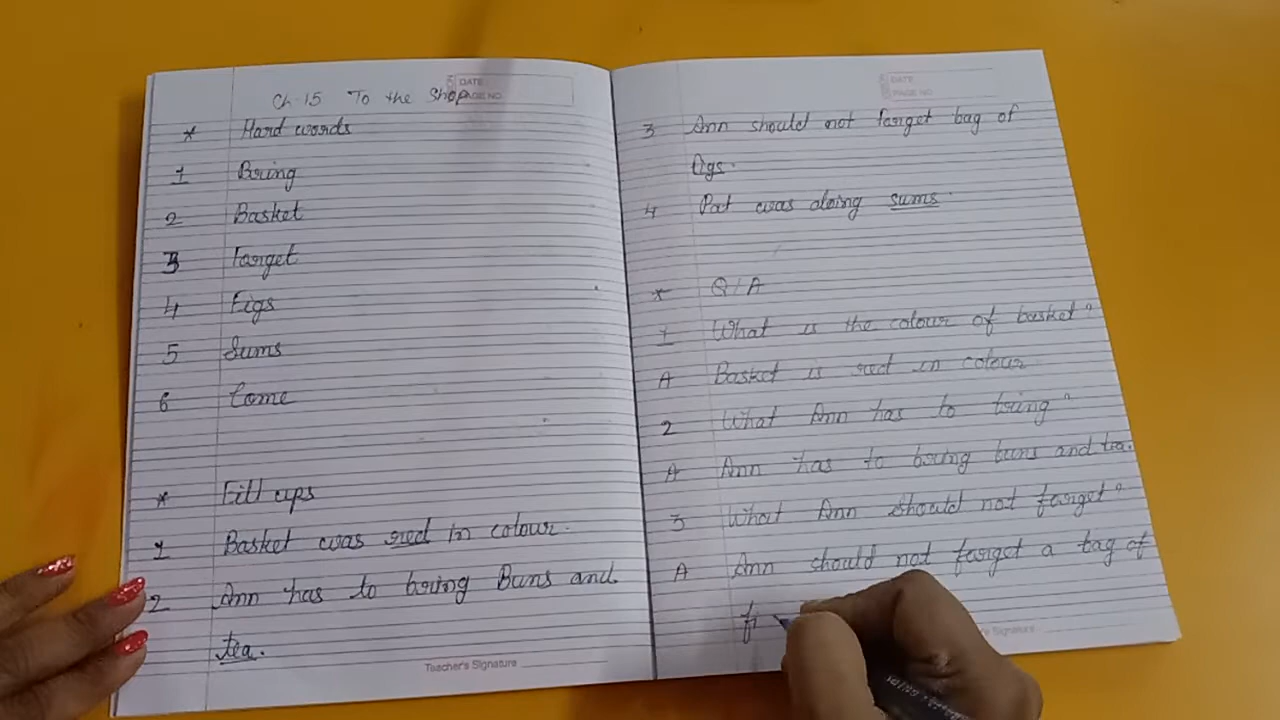 DATE
PAGE NO
Ch-15 To the Shop
* Hard words
1 Bring
2 Basket
3 Forget
4 Figs
5 Sums
6 Come
* Fill ups
1 Basket was red in colour.
2 Ann has to bring Buns and
tea.
Teacher's Signature
DATE
PAGE NO
3 Ann should not forget bag of
figs.
4 Pat was doing sums.
* Q/A
1 What is the colour of basket?
A Basket is red in colour
2 What Ann has to bring?
A Ann has to bring buns and tea.
3 What Ann should not forget?
A Ann should not forget a bag of
fi